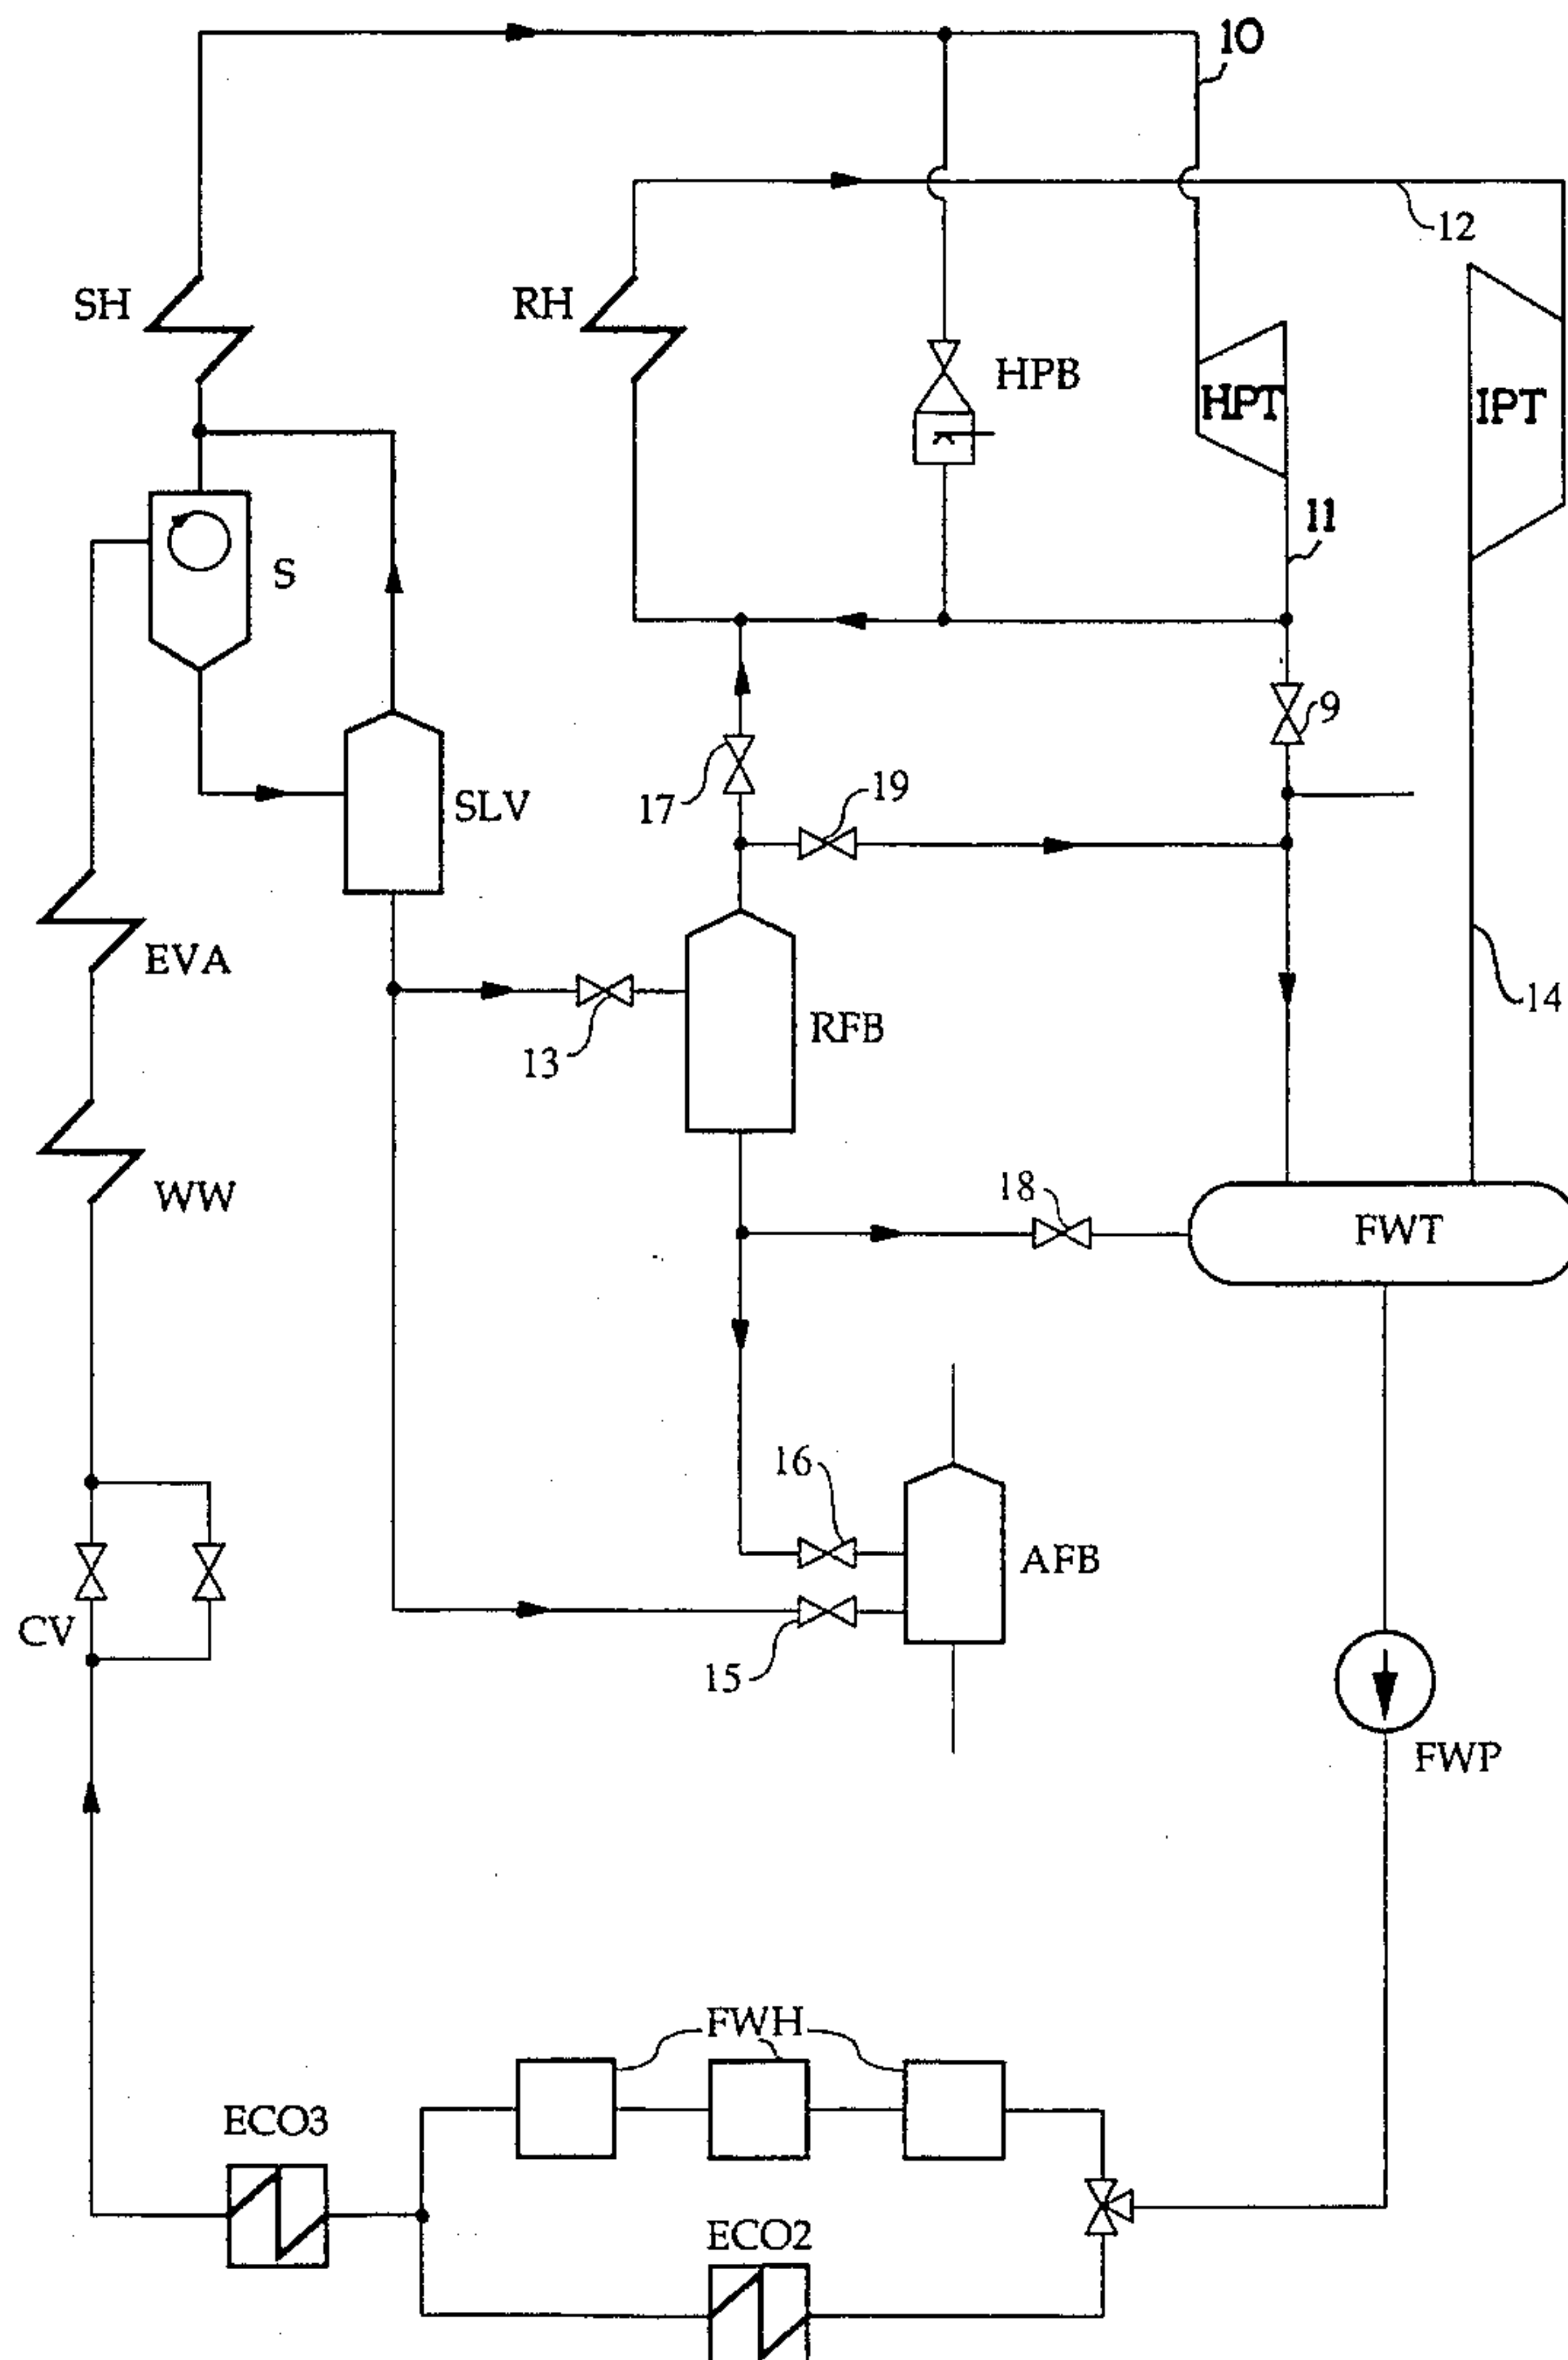 10
12
SH
RH
HPB
HPT
IPT
11
S
9
SLV
17
19
EVA
13
RFB
14
WW
18
FWT
16
AFB
CV
15
FWP
FWH
ECO3
ECO2